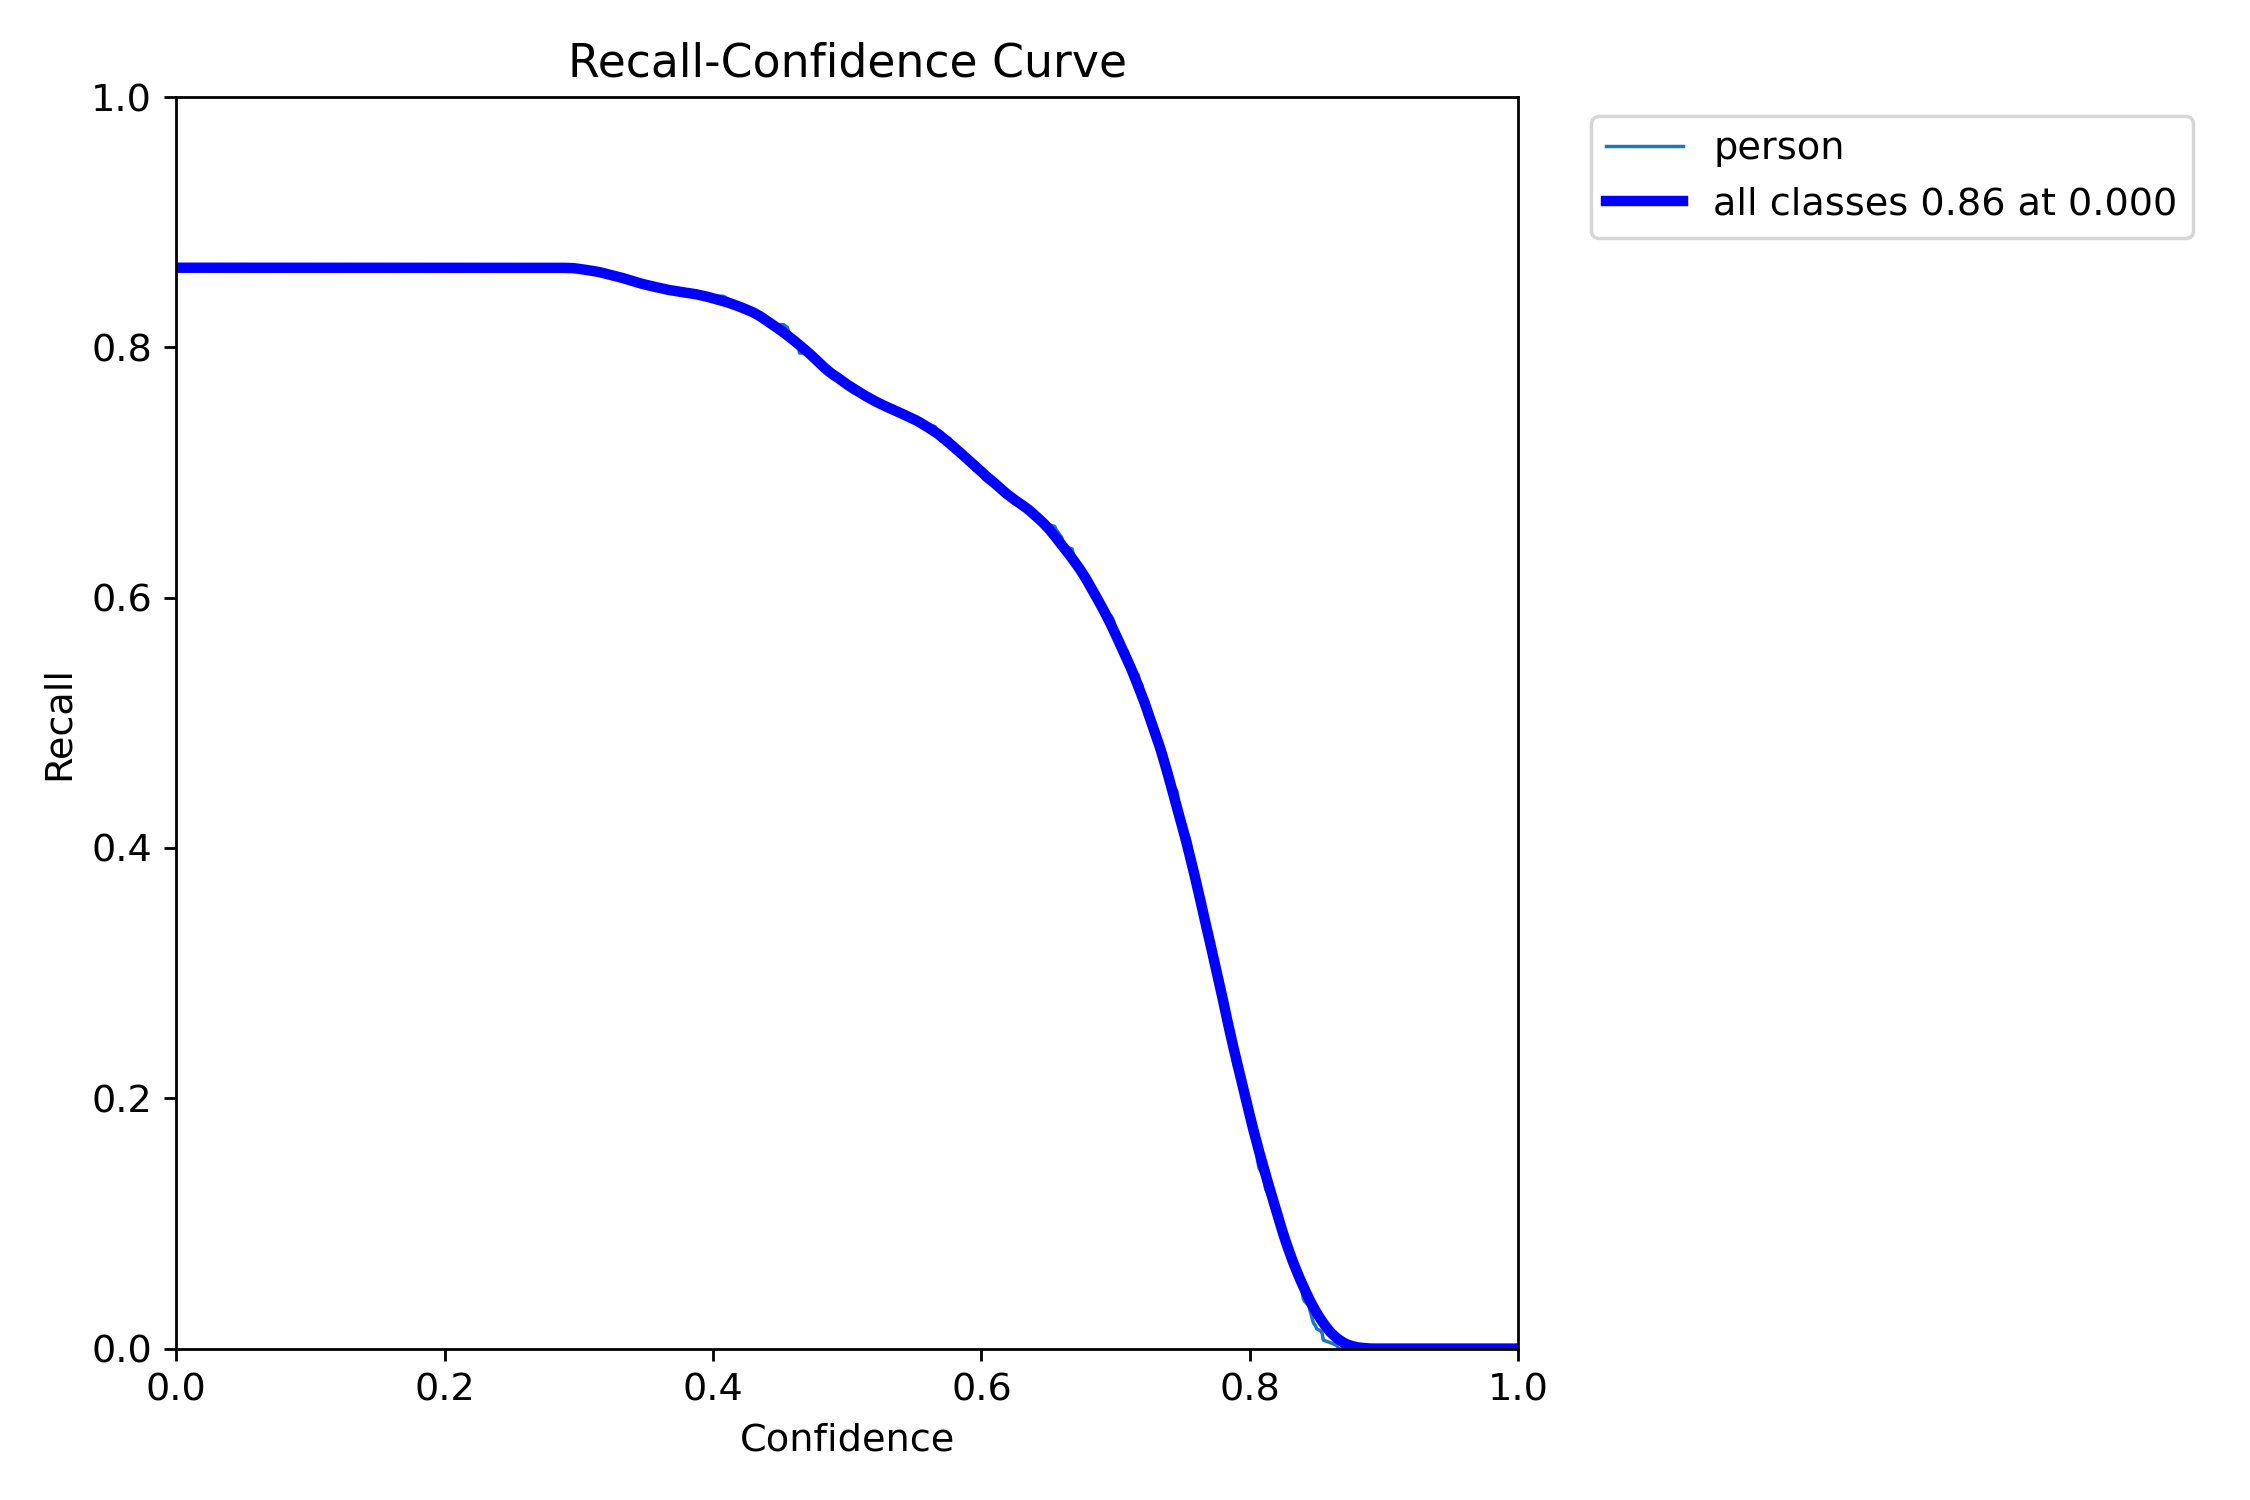 Recall-Confidence Curve
person
all classes 0.86 at 0.000
1.0
0.8
0.6
0.4
0.2
0.0
Recall
0.0 0.2 0.4 0.6 0.8 1.0
Confidence